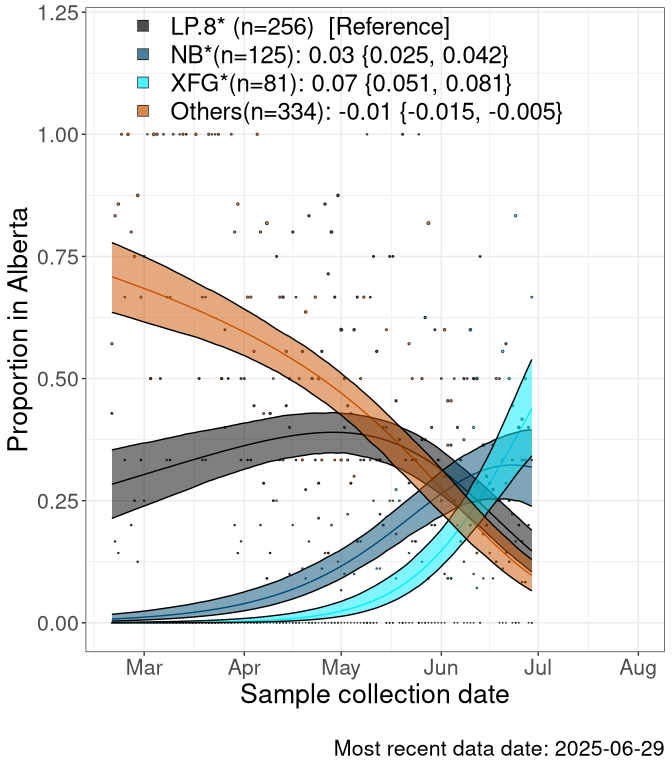 LP.8* (n=256)  [Reference]
NB*(n=125): 0.03 {0.025, 0.042}
XFG*(n=81): 0.07 {0.051, 0.081}
Others(n=334): -0.01 {-0.015, -0.005}
1.25
1.00
0.75
0.50
0.25
0.00
Proportion in Alberta
Mar Apr May Jun Jul Aug
Sample collection date
Most recent data date: 2025-06-29